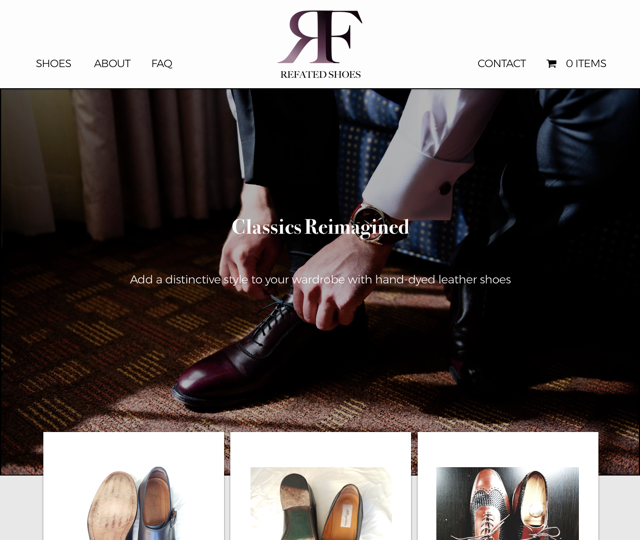 SHOES
ABOUT
FAQ
RF
REFATED SHOES
CONTACT
0 ITEMS
Classics Reimagined
Add a distinctive style to your wardrobe with hand-dyed leather shoes